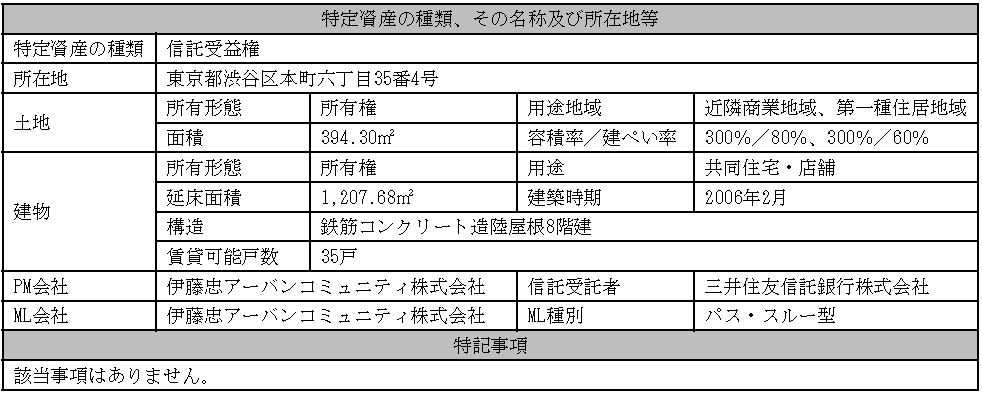 特定資産の種類、その名称及び所在地等
特定資産の種類 信託受益権
所在地 東京都渋谷区本町六丁目35番4号
土地 所有形態 所有権 用途地域 近隣商業地域、第一種住居地域
面積 394.30㎡ 容積率／建ぺい率 300%／80%、300%／60%
建物 所有形態 所有権 用途 共同住宅・店舗
延床面積 1,207.68㎡ 建築時期 2006年2月
構造 鉄筋コンクリート造陸屋根8階建
賃貸可能戸数 35戸
PM会社 伊藤忠アーバンコミュニティ株式会社 信託受託者 三井住友信託銀行株式会社
ML会社 伊藤忠アーバンコミュニティ株式会社 ML種別 パス・スルー型
特記事項
該当事項はありません。